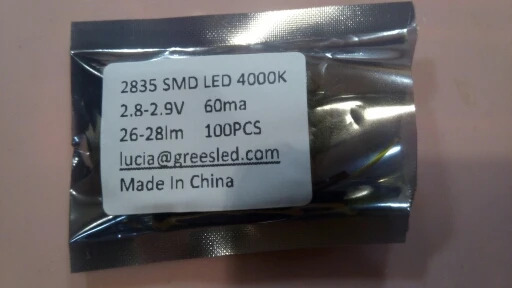 2835 SMD LED 4000K
2.8-2.9V 60ma
26-28lm 100PCS
lucia@greesled.com
Made In China